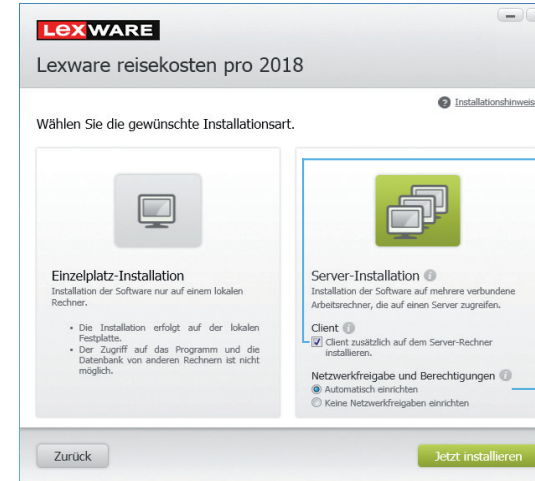 LexWARE
Lexware reisekosten pro 2018
Installationshinweise
Wählen Sie die gewünschte Installationsart.
Einzelplatz-Installation
Installation der Software nur auf einem lokalen
Rechner.
• Die Installation erfolgt auf der lokalen
Festplatte.
• Der Zugriff auf das Programm und die
Datenbank von anderen Rechnern ist nicht
möglich.
Server-Installation
Installation der Software auf mehrere verbundene
Arbeitsrechner, die auf einen Server zugreifen.
Client
Client zusätzlich auf dem Server-Rechner
installieren.
Netzwerkfreigabe und Berechtigungen
Automatisch einrichten
Keine Netzwerkfreigaben einrichten
Zurück
Jetzt installieren